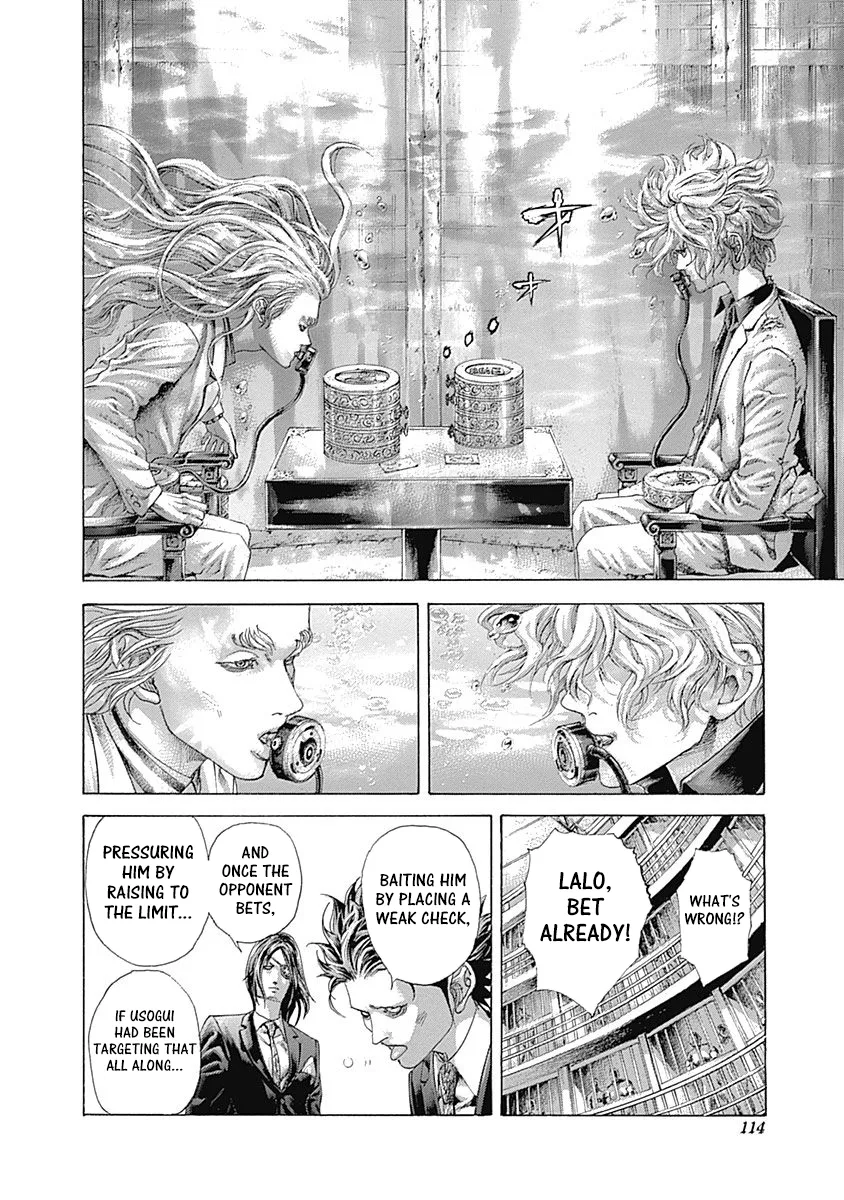 オ
オ
WHAT'S
WRONG!?
LALO,
BET
ALREADY!
BAITING HIM
BY PLACING A
WEAK CHECK,
AND
ONCE THE
OPPONENT
BETS,
PRESSURING
HIM BY
RAISING TO
THE LIMIT...
IF USOGUI
HAD BEEN
TARGETING THAT
ALL ALONG...
114